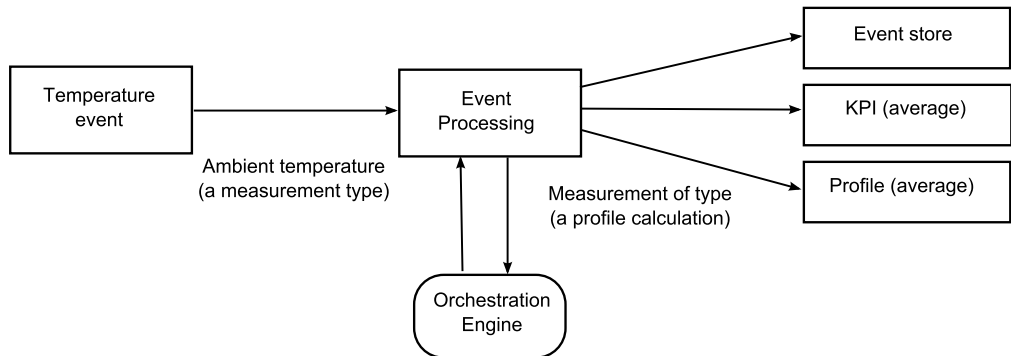 Temperature
event
Ambient temperature
(a measurement type)
Event
Processing
Measurement of type
(a profile calculation)
Event store
KPI (average)
Profile (average)
Orchestration
Engine